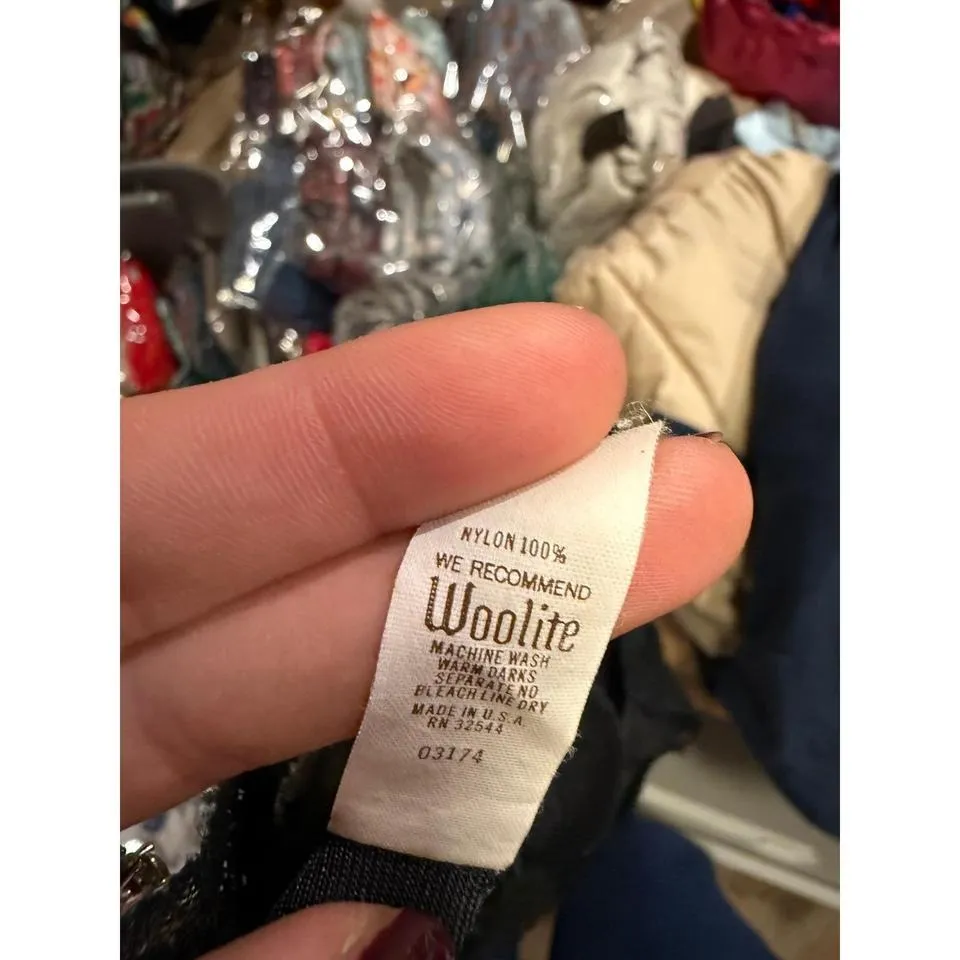 NYLON 100%
WE RECOMMEND
Woolite
MACHINE WASH
WARM DARKS
SEPARATE NO
BLEACH LINE DRY
MADE IN U.S.A.
RN 32544
03174